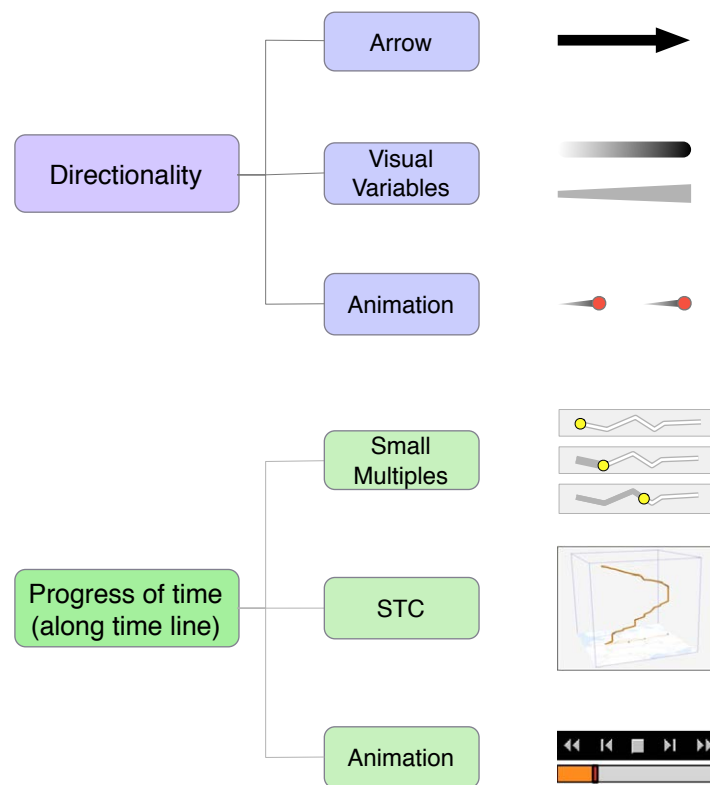 Arrow
Directionality
Visual
Variables
Animation
Small
Multiples
Progress of time
(along time line)
STC
Animation